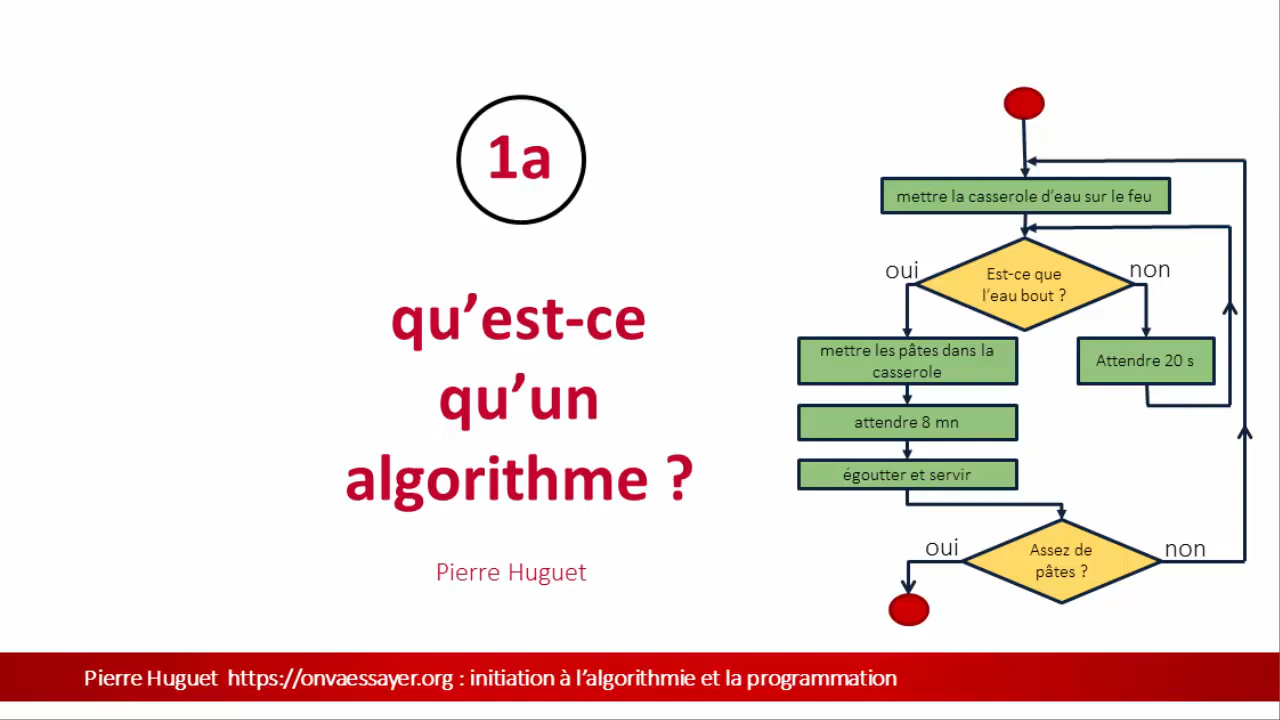 1a
qu’est-ce
qu’un
algorithme ?
Pierre Huguet
mettre la casserole d’eau sur le feu
oui
Est-ce que
l’eau bout ?
non
mettre les pâtes dans la
casserole
Attendre 20 s
attendre 8 mn
égoutter et servir
oui
Assez de
pâtes ?
non
Pierre Huguet https://onvaessayer.org : initiation à l’algorithmie et la programmation